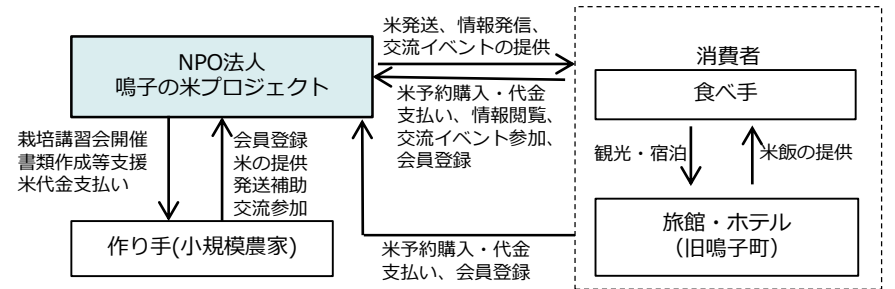 米発送、情報発信、
交流イベントの提供
NPO法人
鳴子の米プロジェクト
消費者
食べ手
米予約購入・代金
支払い、情報閲覧、
交流イベント参加、
会員登録
栽培講習会開催
書類作成等支援
米代金支払い
会員登録
米の提供
発送補助
交流参加
観光・宿泊
米飯の提供
作り手(小規模農家)
米予約購入・代金
支払い、会員登録
旅館・ホテル
（旧鳴子町）